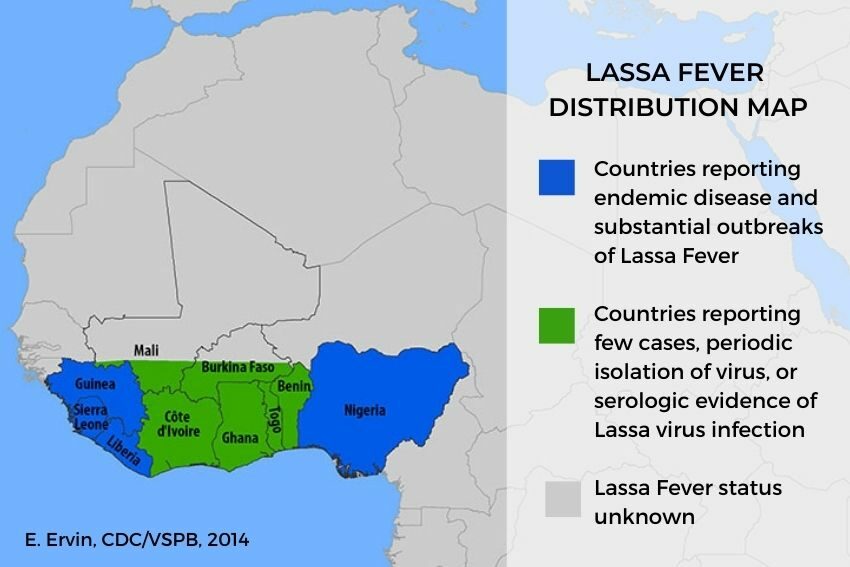 LASSA FEVER
DISTRIBUTION MAP
Countries reporting
endemic disease and
substantial outbreaks
of Lassa Fever
Countries reporting
few cases, periodic
isolation of virus, or
serologic evidence of
Lassa virus infection
Lassa Fever status
unknown
Mali
Burkina Faso
Guinea
Benin
Sierra
Leone
Côte
d'Ivoire
Togo
Nigeria
Ghana
Liberia
E. Ervin, CDC/VSPB, 2014